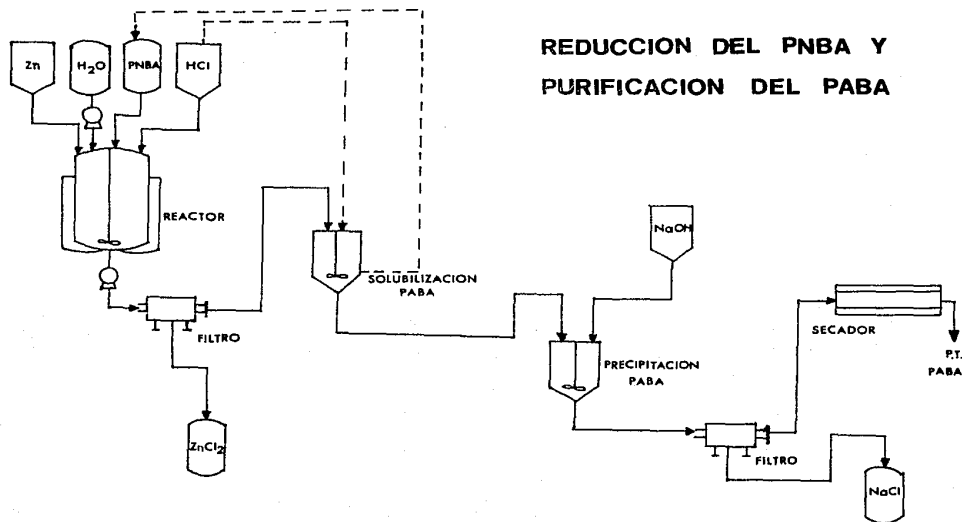 REDUCCION DEL PNBA Y
PURIFICACION DEL PABA
Zn
H2O
PNBA
HCl
REACTOR
FILTRO
ZnCl2
SOLUBILIZACION
PABA
NaOH
PRECIPITACION
PABA
FILTRO
NaCl
SECADOR
P.T.
PABA